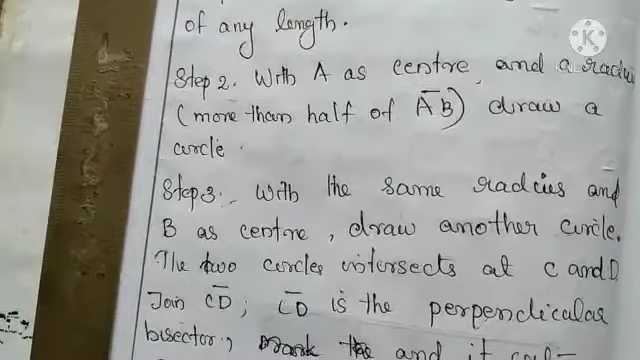 of any length.
Step 2. With A as centre, and a radius
(more than half of AB) draw a
circle.
Step 3. With the same radius and
B as centre, draw another circle.
The two circles intersects at C and D
Join CD; CD is the perpendicular
bisector, and it